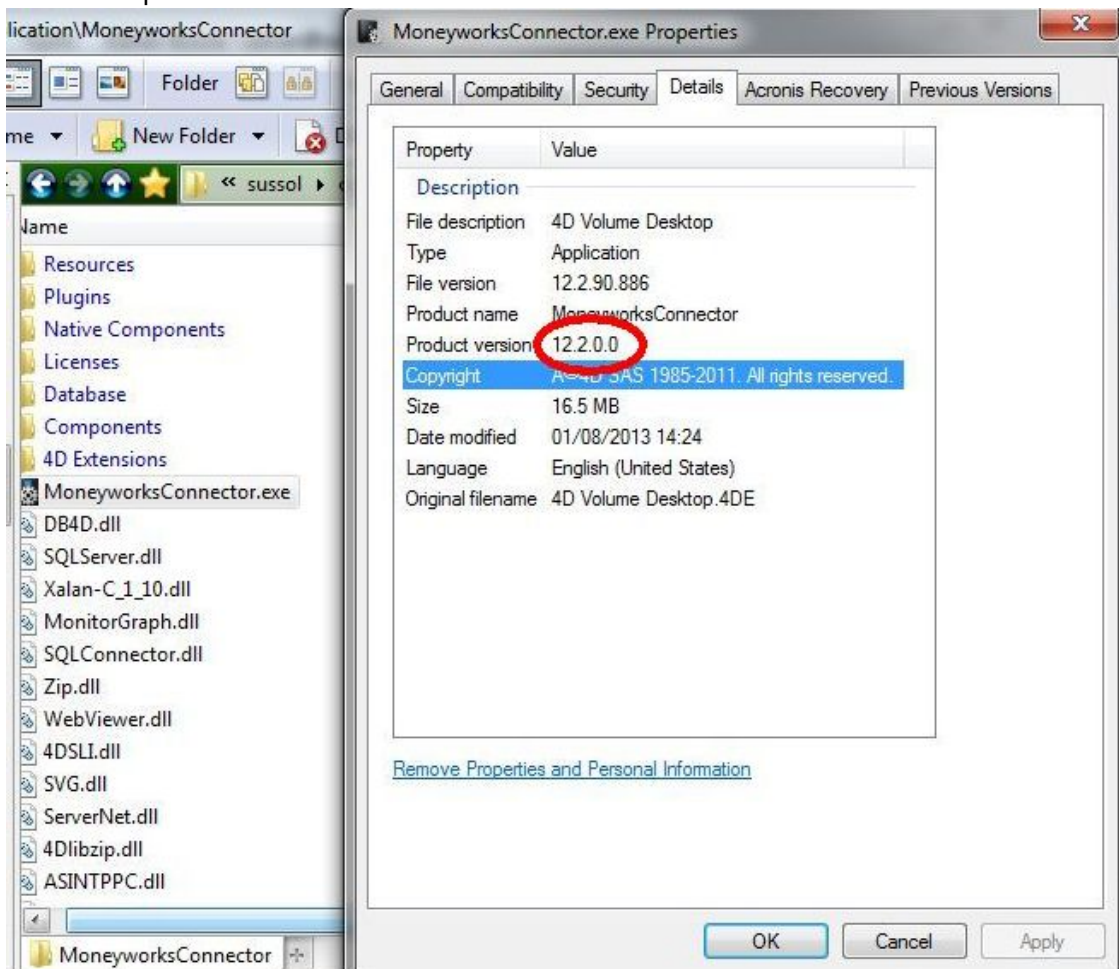 lication\MoneyworksConnector
Folder
me
New Folder
« sussol
Name
Resources
Plugins
Native Components
Licenses
Database
Components
4D Extensions
MoneyworksConnector.exe
DB4D.dll
SQLServer.dll
Xalan-C_1_10.dll
MonitorGraph.dll
SQLConnector.dll
Zip.dll
WebViewer.dll
4DSLI.dll
SVG.dll
ServerNet.dll
4Dlibzip.dll
ASINTPPC.dll
MoneyworksConnector
MoneyworksConnector.exe Properties
General Compatibility Security Details Acronis Recovery Previous Versions
Property Value
Description
File description 4D Volume Desktop
Type Application
File version 12.2.90.886
Product name MoneyworksConnector
Product version 12.2.0.0
Copyright A©4D SAS 1985-2011. All rights reserved.
Size 16.5 MB
Date modified 01/08/2013 14:24
Language English (United States)
Original filename 4D Volume Desktop.4DE
Remove Properties and Personal Information
OK Cancel Apply